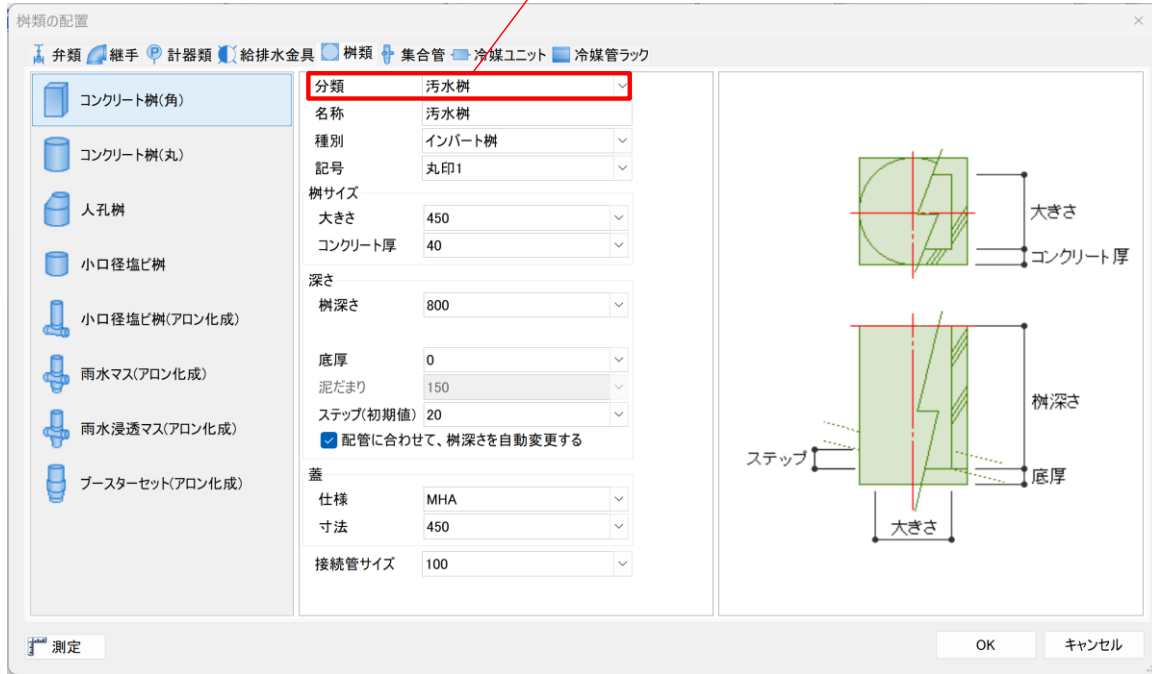 桝類の配置
弁類 継手 計器類 給排水金具 桝類 集合管 冷媒ユニット 冷媒管ラック
コンクリート桝(角)
コンクリート桝(丸)
人孔桝
小口径塩ビ桝
小口径塩ビ桝(アロン化成)
雨水マス(アロン化成)
雨水浸透マス(アロン化成)
ブースターセット(アロン化成)
分類 汚水桝
名称 汚水桝
種別 インバート桝
記号 丸印1
桝サイズ
大きさ 450
コンクリート厚 40
深さ
桝深さ 800
底厚 0
泥だまり 150
ステップ(初期値) 20
配管に合わせて、桝深さを自動変更する
蓋
仕様 MHA
寸法 450
接続管サイズ 100
大きさ
コンクリート厚
桝深さ
ステップ
底厚
大きさ
測定
OK キャンセル